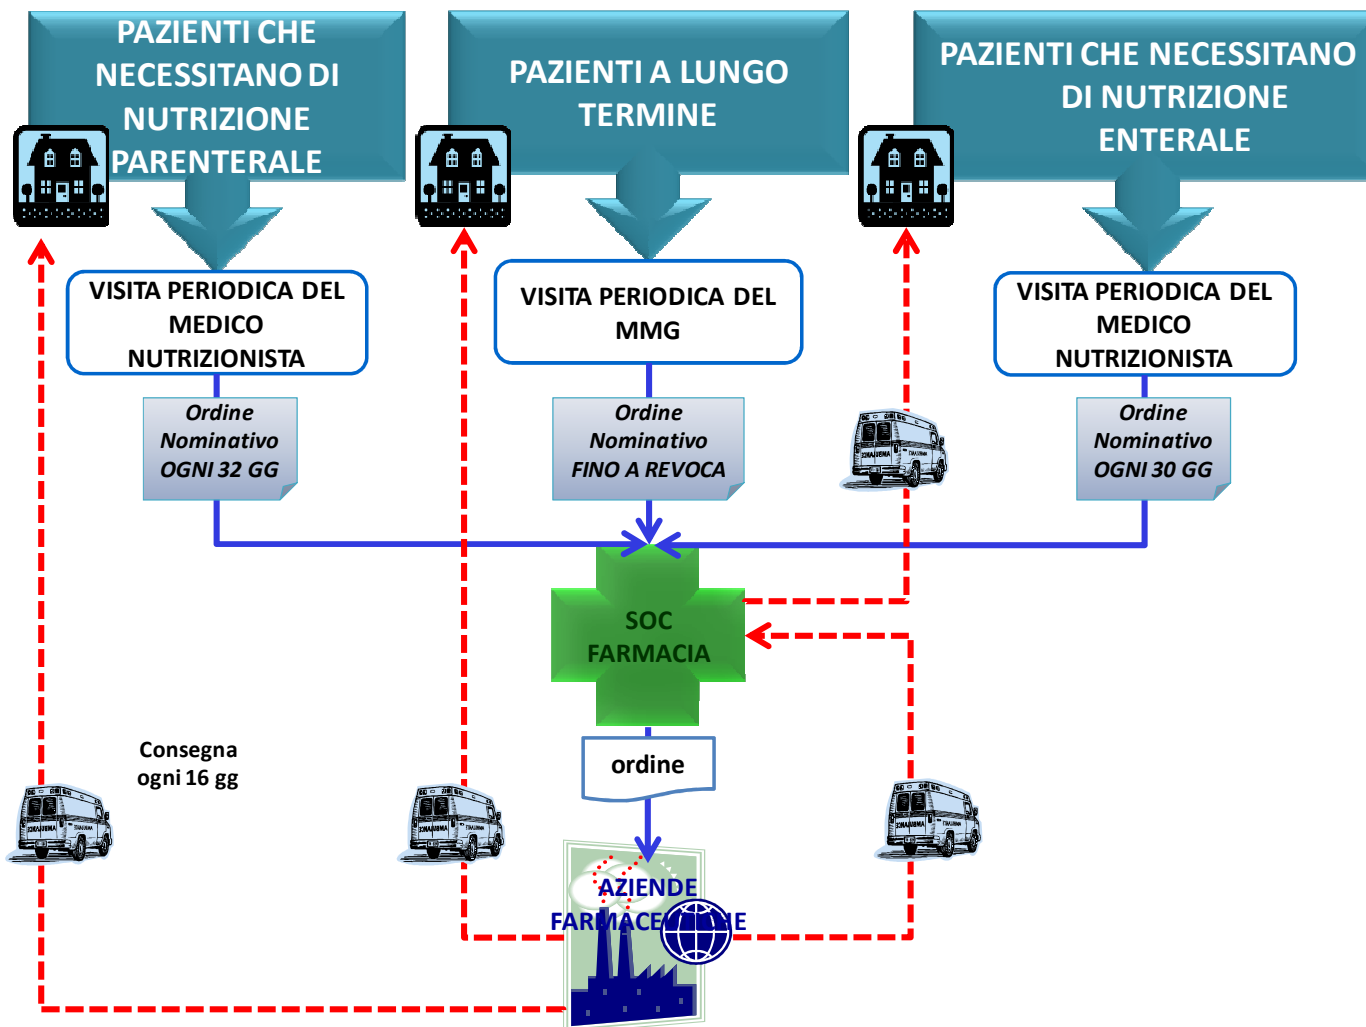 PAZIENTI CHE
NECESSITANO DI
NUTRIZIONE
PARENTERALE
PAZIENTI A LUNGO
TERMINE
PAZIENTI CHE NECESSITANO
DI NUTRIZIONE
ENTERALE
VISITA PERIODICA DEL
MEDICO
NUTRIZIONISTA
VISITA PERIODICA DEL
MMG
VISITA PERIODICA DEL
MEDICO
NUTRIZIONISTA
Ordine
Nominativo
OGNI 32 GG
Ordine
Nominativo
FINO A REVOCA
Ordine
Nominativo
OGNI 30 GG
SOC
FARMACIA
Consegna
ogni 16 gg
ordine
AZIENDE
FARMACEUTICHE